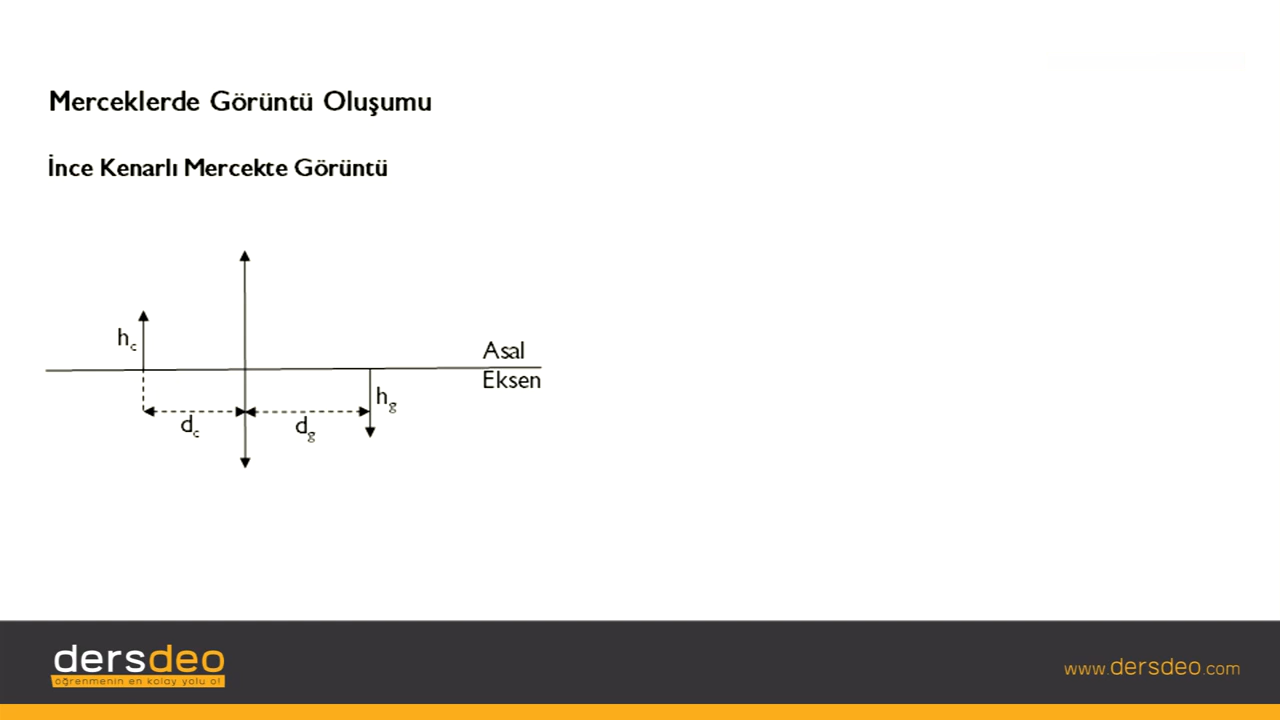 Merceklerde Görüntü Oluşumu
İnce Kenarlı Mercekte Görüntü
hc
Asal
Eksen
hg
dc
dg
dersdeo
öğrenmenin en kolay yolu o!
www.dersdeo.com